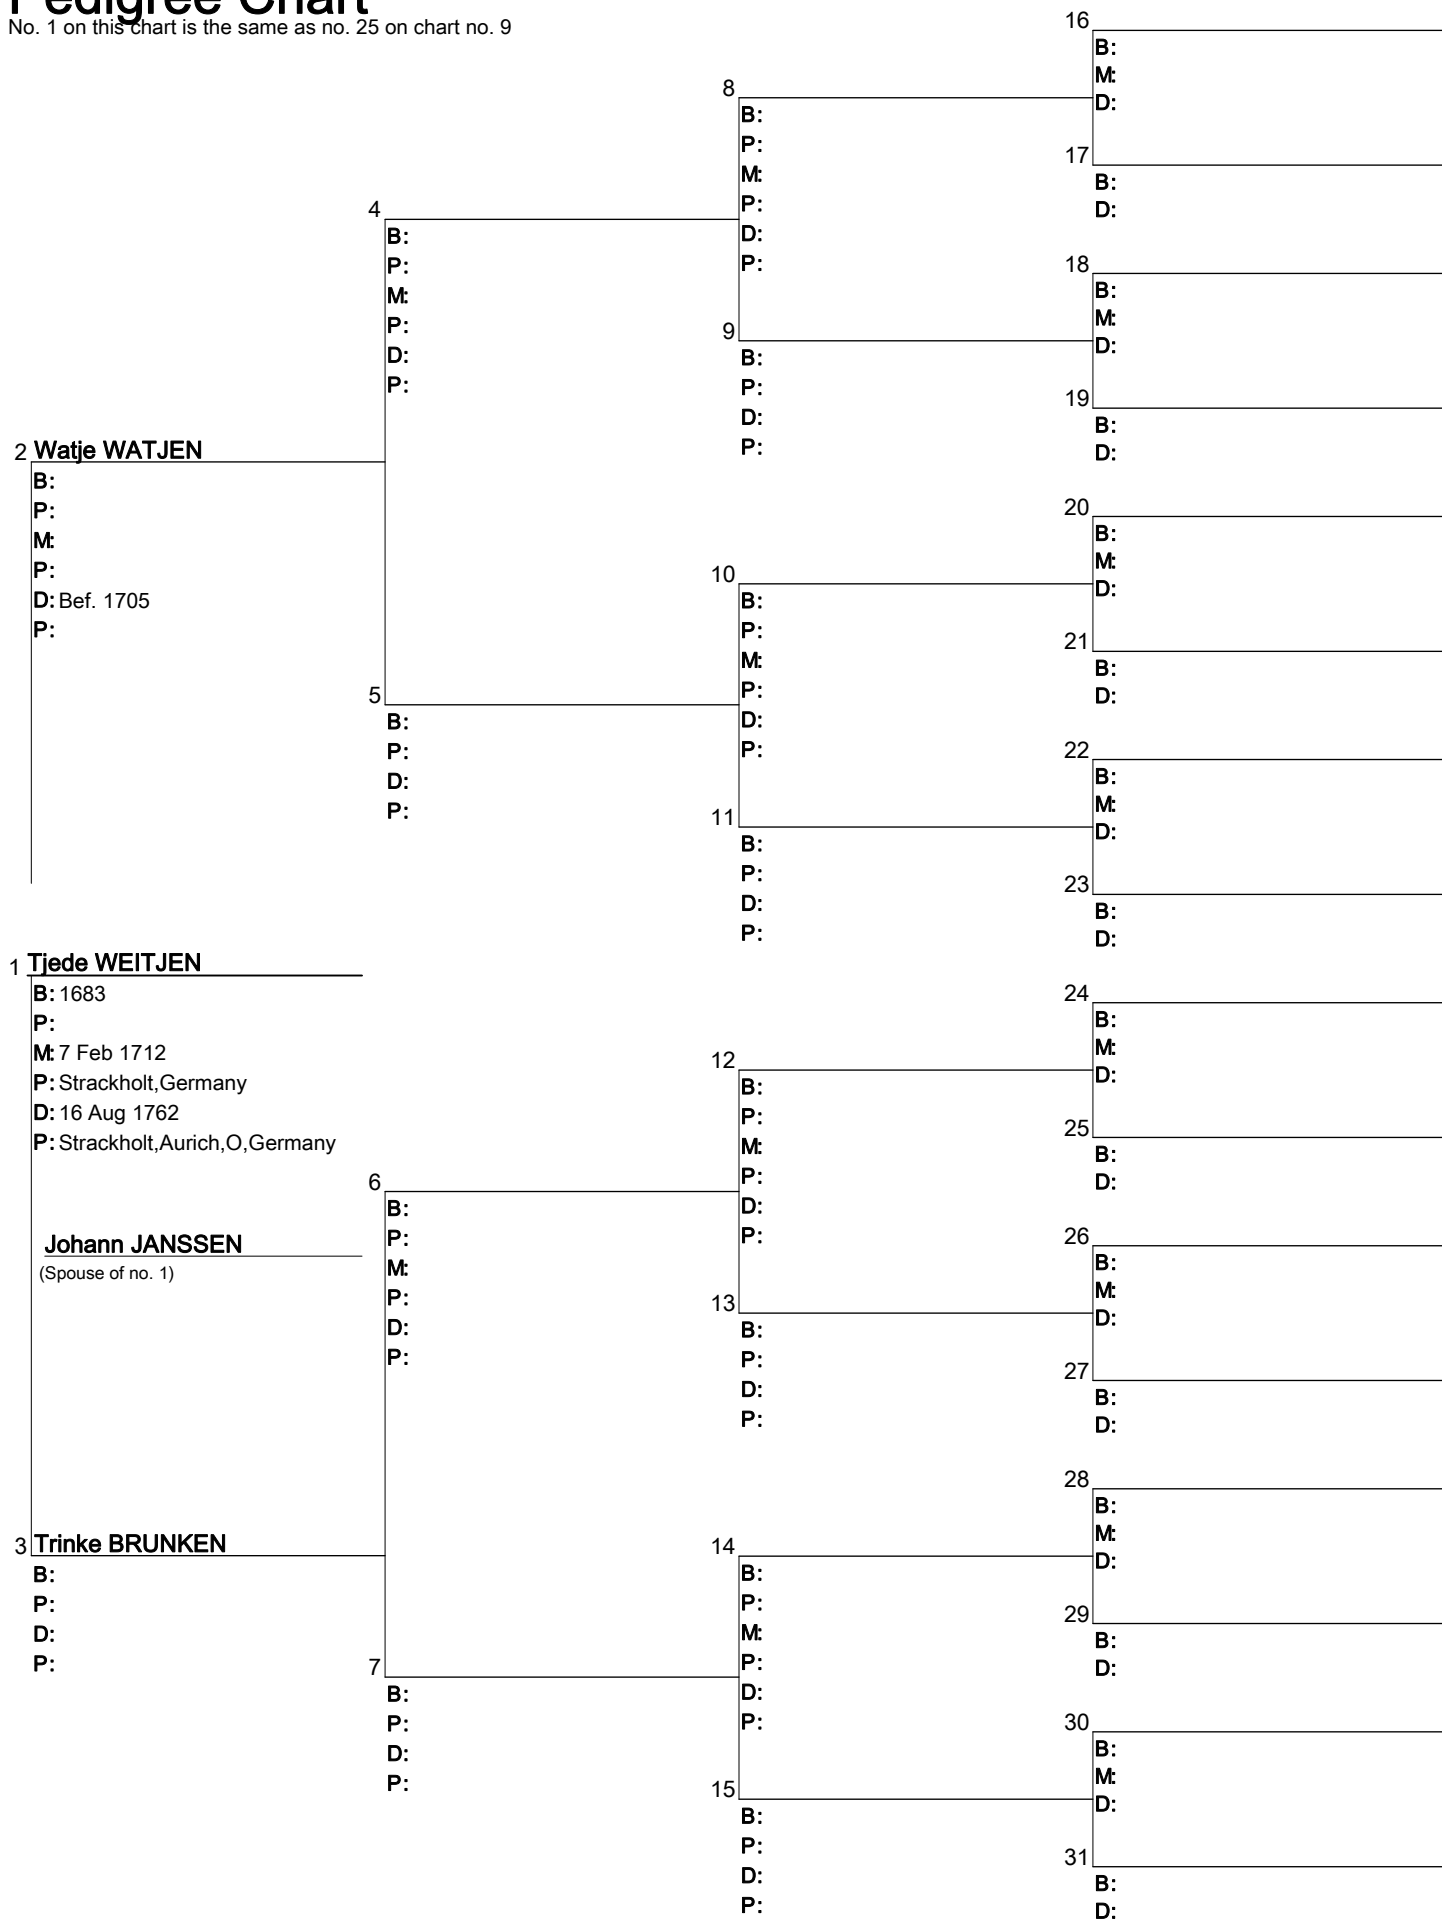 Pedigree Chart
No. 1 on this chart is the same as no. 25 on chart no. 9
2 Watje WATJEN
B:
P:
M:
P:
D: Bef. 1705
P:
1 Tjede WEITJEN
B: 1683
P:
M: 7 Feb 1712
P: Strackholt,Germany
D: 16 Aug 1762
P: Strackholt,Aurich,O,Germany
Johann JANSSEN
(Spouse of no. 1)
3 Trinke BRUNKEN
B:
P:
D:
P:
4
B:
P:
M:
P:
D:
P:
5
B:
P:
D:
P:
6
B:
P:
M:
P:
D:
P:
7
B:
P:
D:
P:
8
B:
P:
M:
P:
D:
P:
9
B:
P:
D:
P:
10
B:
P:
M:
P:
D:
P:
11
B:
P:
D:
P:
12
B:
P:
M:
P:
D:
P:
13
B:
P:
D:
P:
14
B:
P:
M:
P:
D:
P:
15
B:
P:
D:
P:
16
B:
M:
D:
17
B:
D:
18
B:
M:
D:
19
B:
D:
20
B:
M:
D:
21
B:
D:
22
B:
M:
D:
23
B:
D:
24
B:
M:
D:
25
B:
D:
26
B:
M:
D:
27
B:
D:
28
B:
M:
D:
29
B:
D:
30
B:
M:
D:
31
B:
D: